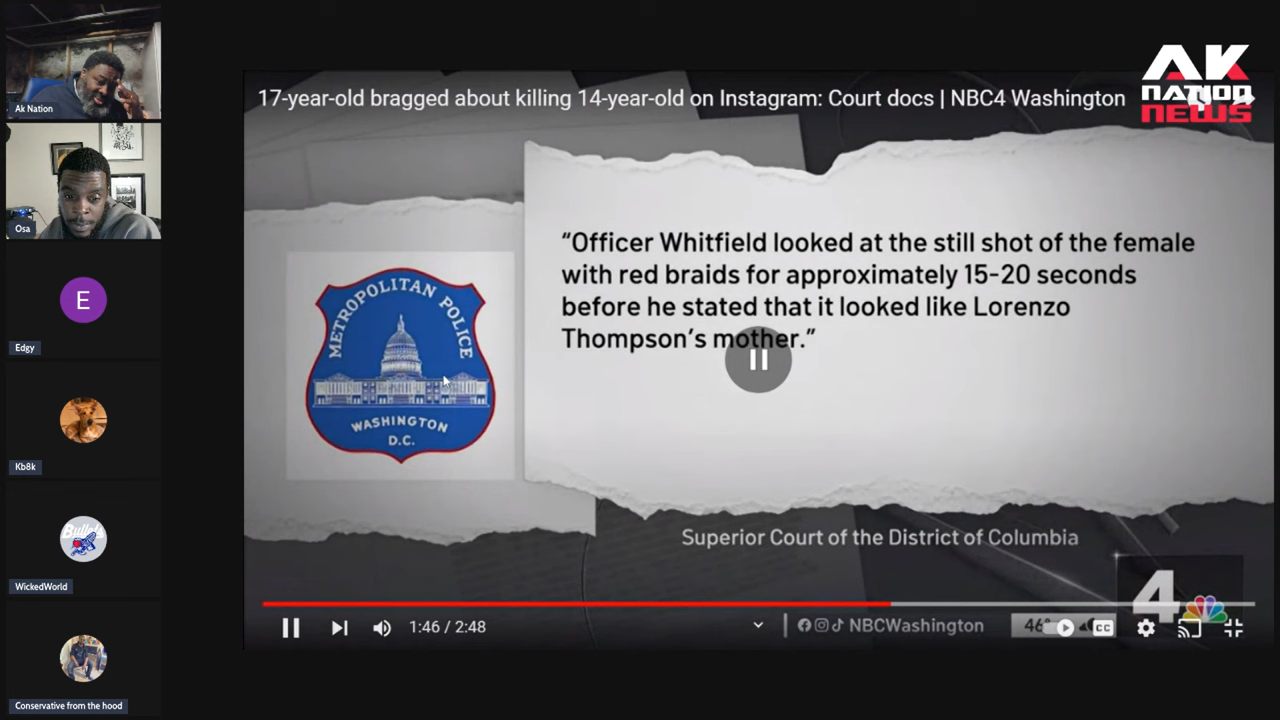 Ak Nation
Osa
E
Edgy
Kb8k
Bullets
WickedWorld
Conservative from the hood
17-year-old bragged about killing 14-year-old on Instagram: Court docs | NBC4 Washington
AK
NATION
NEWS
METROPOLITAN POLICE
WASHINGTON
D.C.
“Officer Whitfield looked at the still shot of the female
with red braids for approximately 15-20 seconds
before he stated that it looked like Lorenzo
Thompson’s mother.”
Superior Court of the District of Columbia
4
1:46 / 2:48
NBCWashington
46°
CC